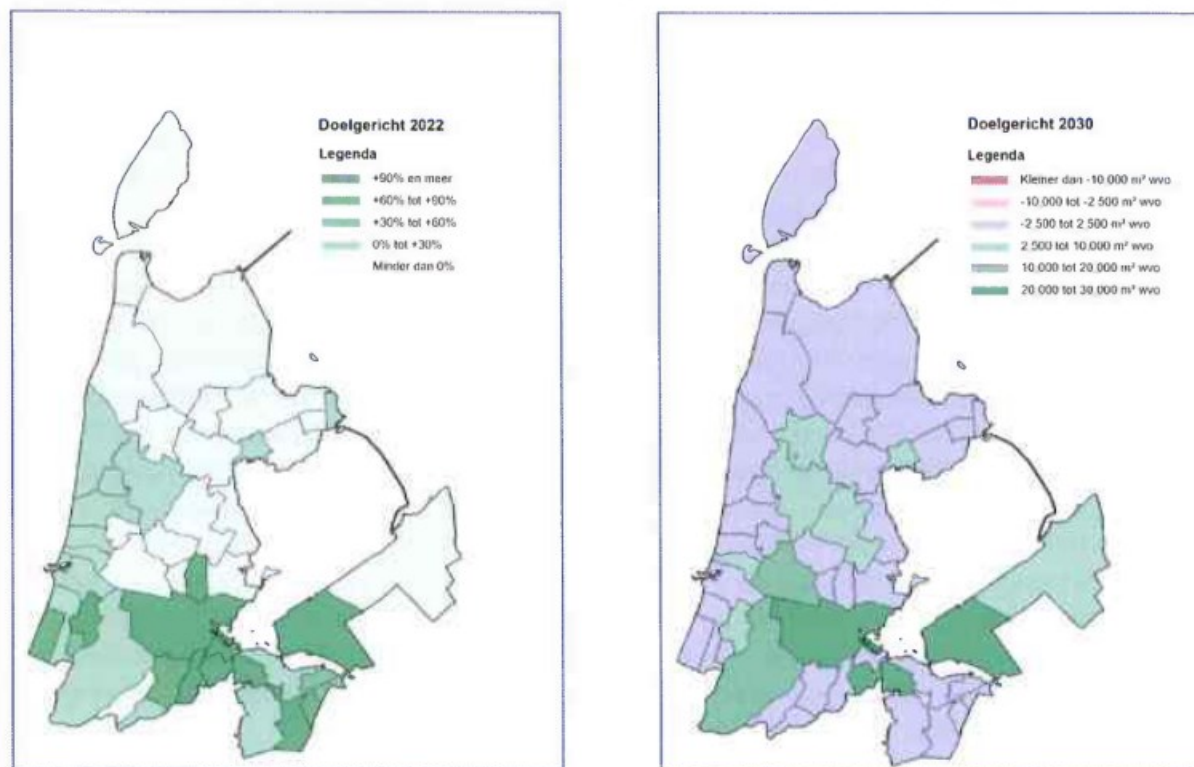 Doelgericht 2022
Legenda
+90% en meer
+60% tot +90%
+30% tot +60%
0% tot +30%
Minder dan 0%
Doelgericht 2030
Legenda
Kleiner dan -10.000 m² wvo
-10.000 tot -2.500 m² wvo
-2.500 tot 2.500 m² wvo
2.500 tot 10.000 m² wvo
10.000 tot 20.000 m² wvo
20.000 tot 30.000 m² wvo